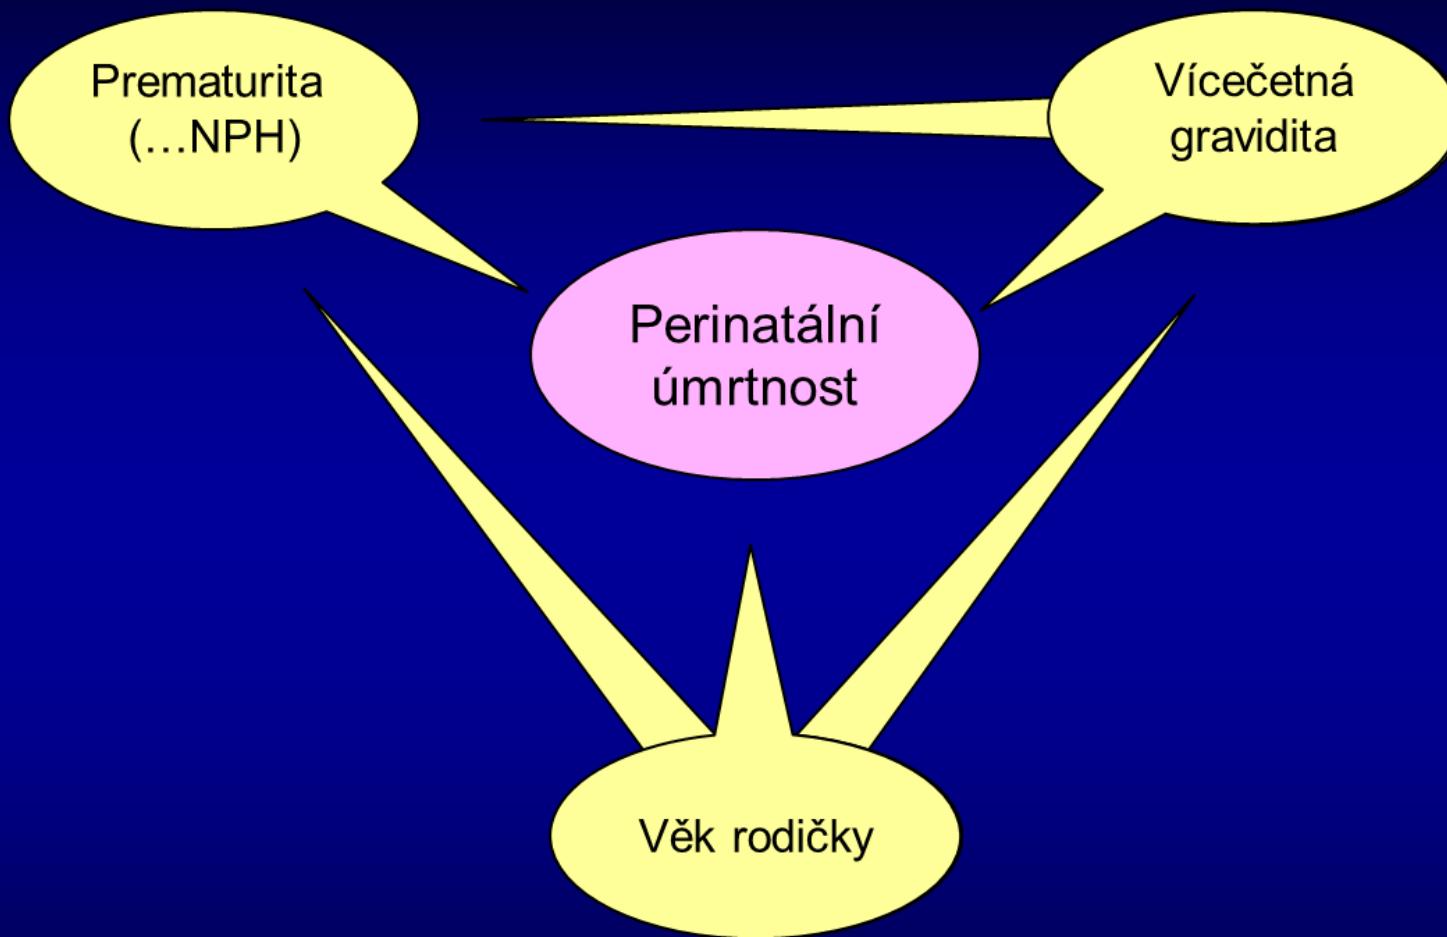 Prematurita
(...NPH)
Vícečetná
gravidita
Perinatální
úmrtnost
Věk rodičky